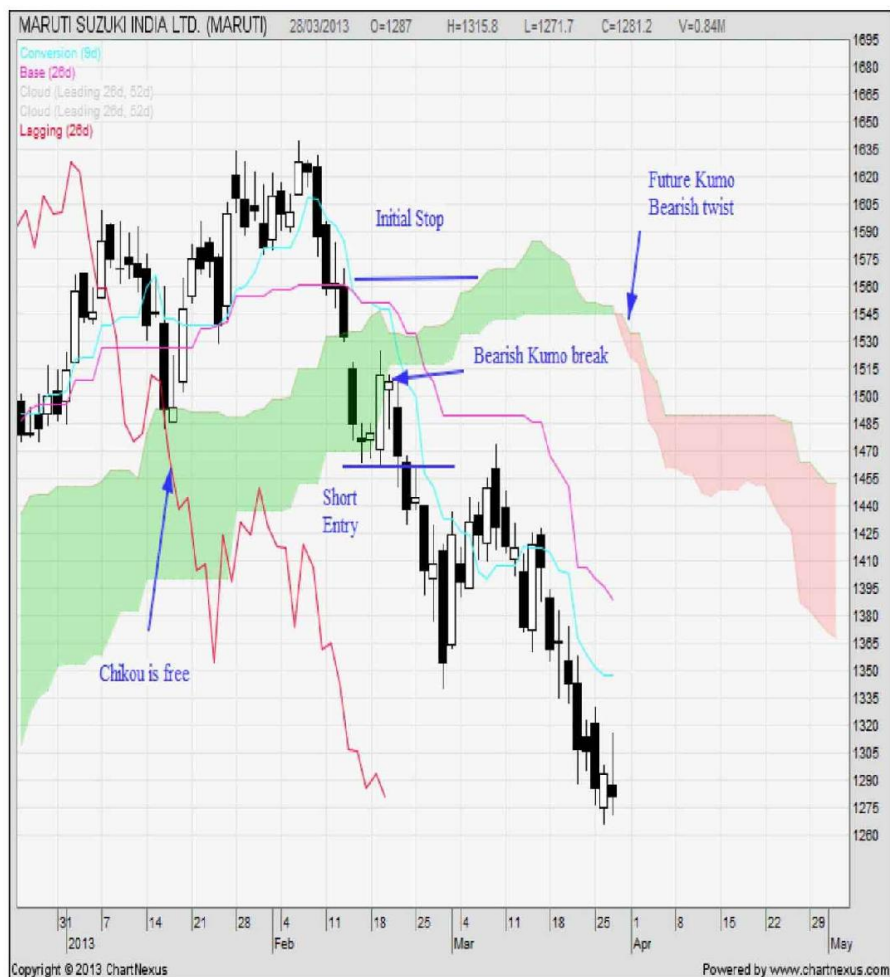 MARUTI SUZUKI INDIA LTD. (MARUTI) 28/03/2013 O=1287 H=1315.8 L=1271.7 C=1281.2 V=0.84M
Conversion (9d)
Base (26d)
Cloud (Leading 26d, 52d)
Cloud (Leading 26d, 52d)
Lagging (26d)
Initial Stop
Future Kumo
Bearish twist
Bearish Kumo break
Short
Entry
Chikou is free
1695
1680
1665
1650
1635
1620
1605
1590
1575
1560
1545
1530
1515
1500
1485
1470
1455
1440
1425
1410
1395
1380
1365
1350
1335
1320
1305
1290
1275
1260
31 7 14 21 28 4 11 18 25 4 11 18 25 1 8 15 22 29
2013 Feb Mar Apr May
Copyright © 2013 ChartNexus Powered by www.chartnexus.com